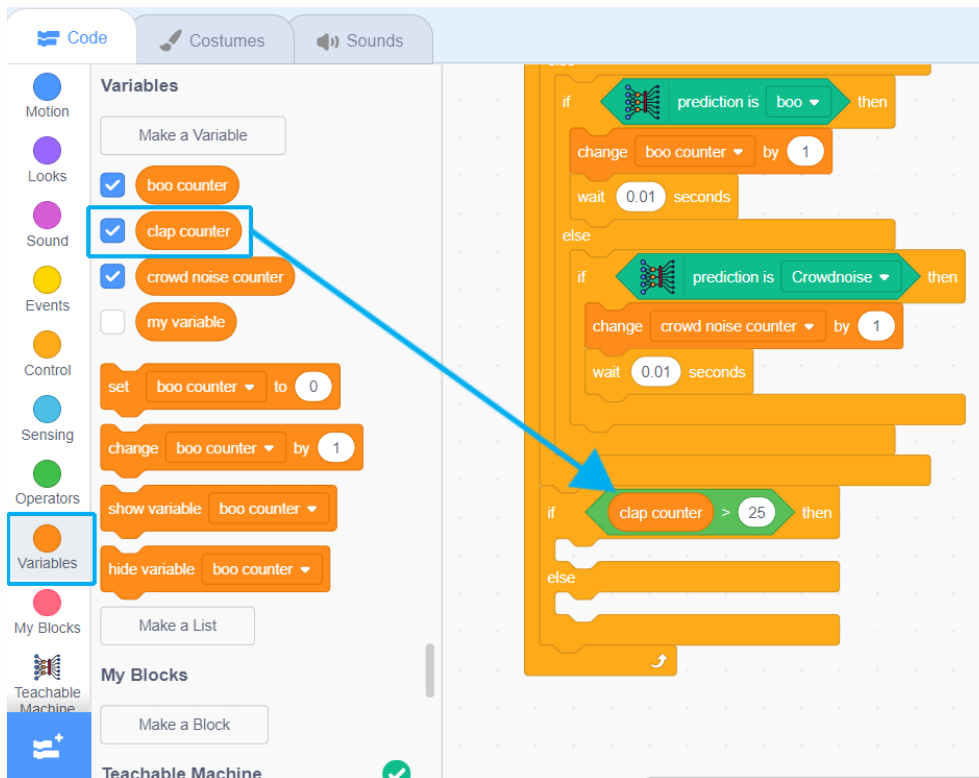 Code
Costumes
Sounds
Motion
Looks
Sound
Events
Control
Sensing
Operators
Variables
My Blocks
Teachable
Machine
Variables
Make a Variable
boo counter
clap counter
crowd noise counter
my variable
set boo counter to 0
change boo counter by 1
show variable boo counter
hide variable boo counter
Make a List
My Blocks
Make a Block
Teachable Machine
else
if prediction is boo then
change boo counter by 1
wait 0.01 seconds
else
if prediction is Crowdnoise then
change crowd noise counter by 1
wait 0.01 seconds
if clap counter > 25 then
else